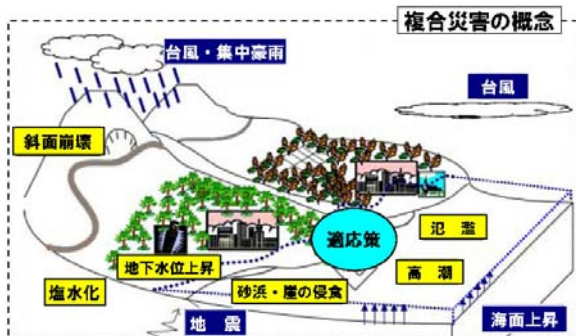 複合災害の概念
台風・集中豪雨
台風
斜面崩壊
適応策
氾濫
地下水位上昇
高潮
塩水化
砂浜・崖の侵食
地震
海面上昇